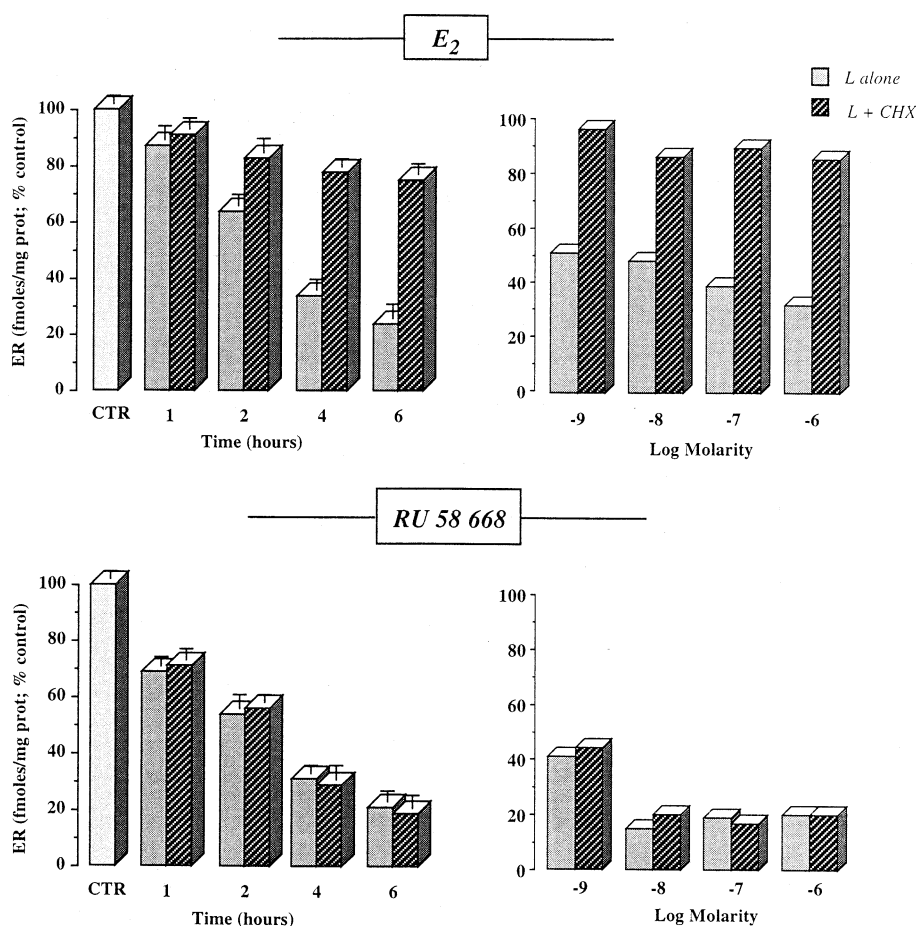 E2
L alone
L + CHX
ER (fmoles/mg prot; % control)
100
80
60
40
20
0
CTR 1 2 4 6
Time (hours)
100
80
60
40
20
0
-9 -8 -7 -6
Log Molarity
RU 58 668
ER (fmoles/mg prot; % control)
100
80
60
40
20
0
CTR 1 2 4 6
Time (hours)
100
80
60
40
20
0
-9 -8 -7 -6
Log Molarity